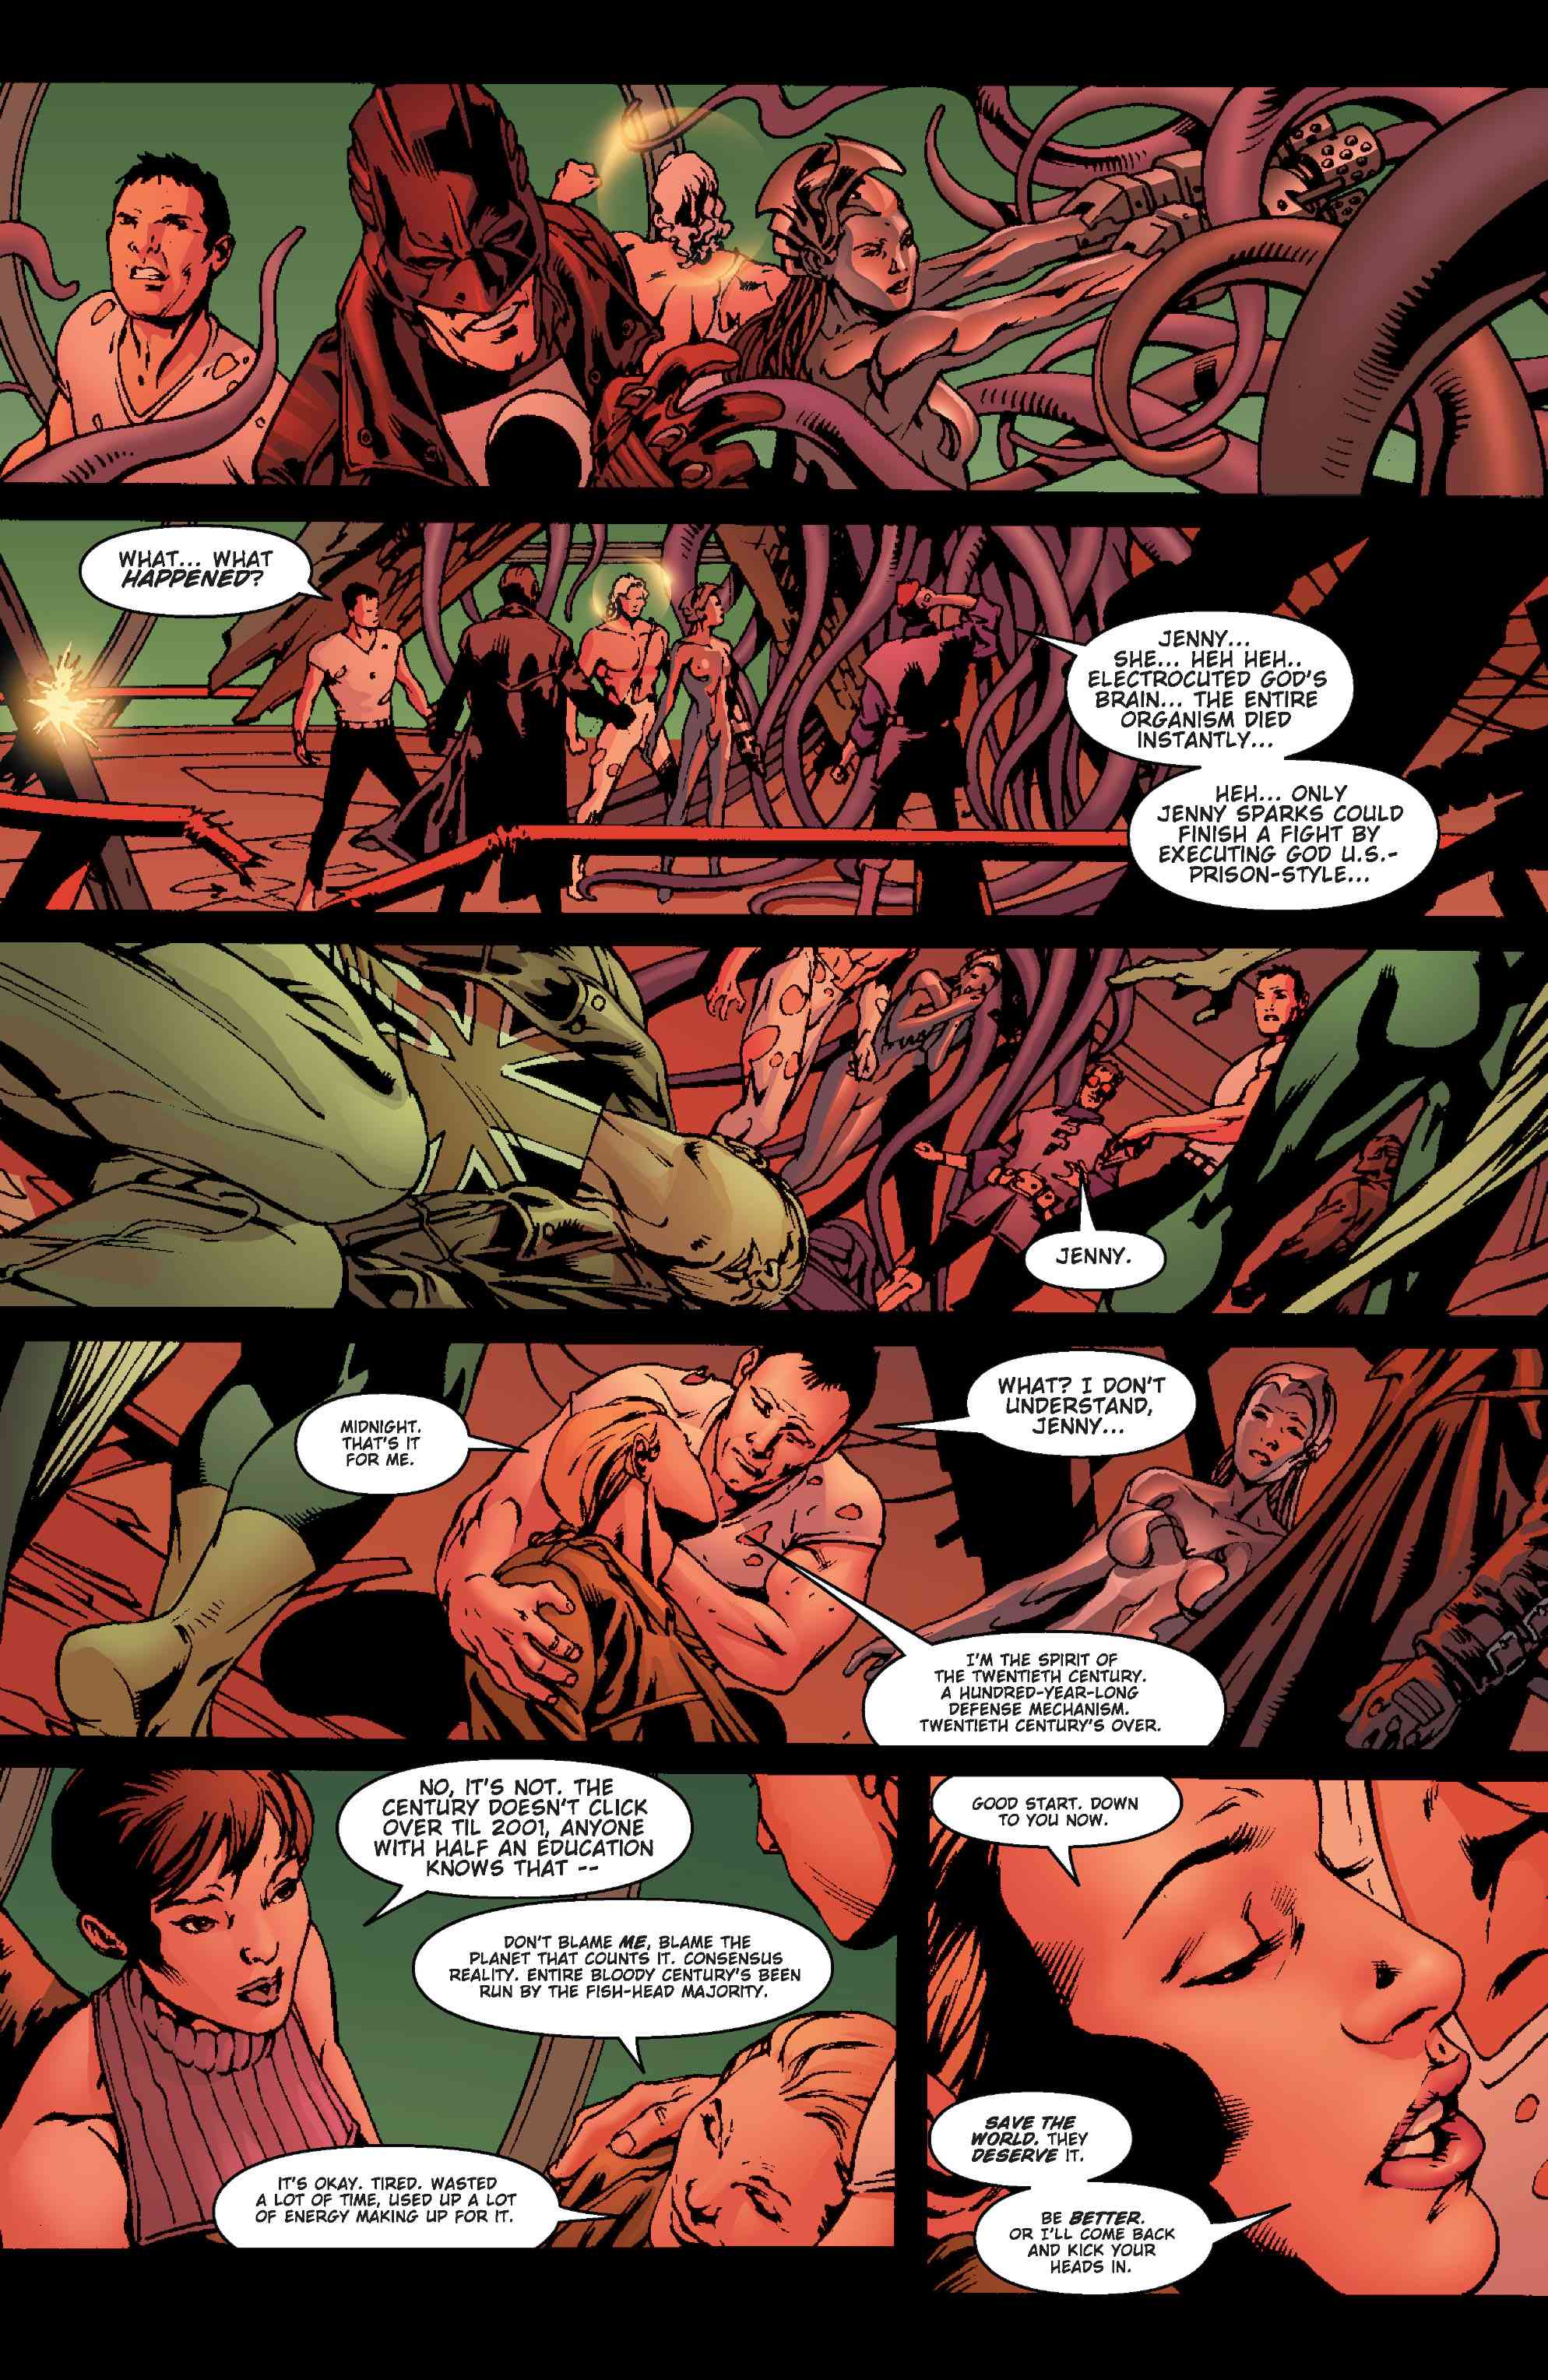 WHAT... WHAT
HAPPENED?
JENNY...
SHE... HEH HEH..
ELECTROCUTED GOD'S
BRAIN... THE ENTIRE
ORGANISM DIED
INSTANTLY...
HEH... ONLY
JENNY SPARKS COULD
FINISH A FIGHT BY
EXECUTING GOD U.S.-
PRISON-STYLE...
JENNY.
MIDNIGHT.
THAT'S IT
FOR ME.
WHAT? I DON'T
UNDERSTAND,
JENNY...
I'M THE SPIRIT OF
THE TWENTIETH CENTURY.
A HUNDRED-YEAR-LONG
DEFENSE MECHANISM.
TWENTIETH CENTURY'S OVER.
NO, IT'S NOT. THE
CENTURY DOESN'T CLICK
OVER TIL 2001, ANYONE
WITH HALF AN EDUCATION
KNOWS THAT --
DON'T BLAME ME, BLAME THE
PLANET THAT COUNTS IT. CONSENSUS
REALITY. ENTIRE BLOODY CENTURY'S BEEN
RUN BY THE FISH-HEAD MAJORITY.
IT'S OKAY. TIRED. WASTED
A LOT OF TIME, USED UP A LOT
OF ENERGY MAKING UP FOR IT.
GOOD START. DOWN
TO YOU NOW.
SAVE THE
WORLD. THEY
DESERVE IT.
BE BETTER.
OR I'LL COME BACK
AND KICK YOUR
HEADS IN.